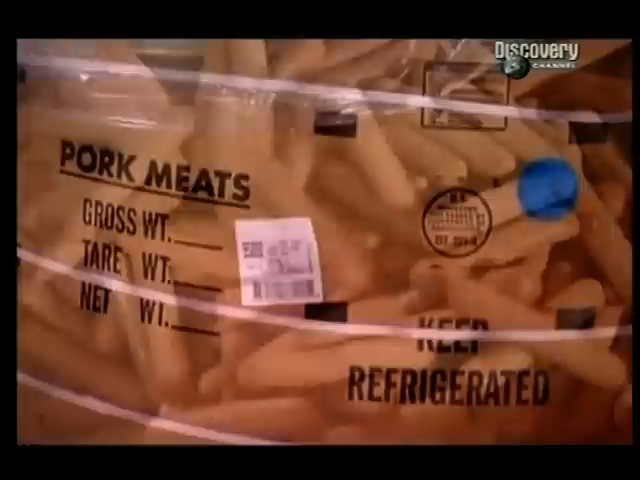 Discovery
CHANNEL
PORK MEATS
GROSS WT.
TARE WT.
NET WT.
KEEP
REFRIGERATED